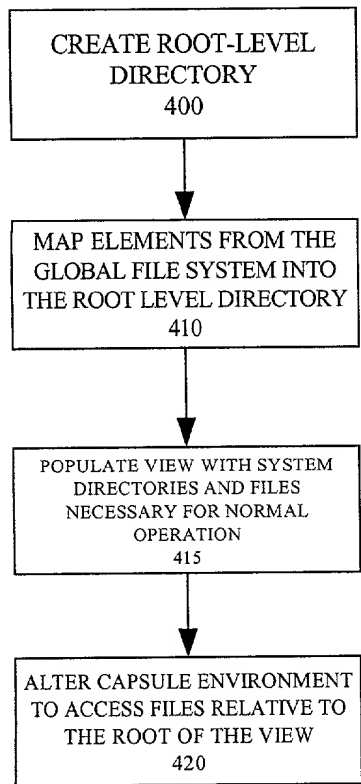 CREATE ROOT-LEVEL
DIRECTORY
400
MAP ELEMENTS FROM THE
GLOBAL FILE SYSTEM INTO
THE ROOT LEVEL DIRECTORY
410
POPULATE VIEW WITH SYSTEM
DIRECTORIES AND FILES
NECESSARY FOR NORMAL
OPERATION
415
ALTER CAPSULE ENVIRONMENT
TO ACCESS FILES RELATIVE TO
THE ROOT OF THE VIEW
420